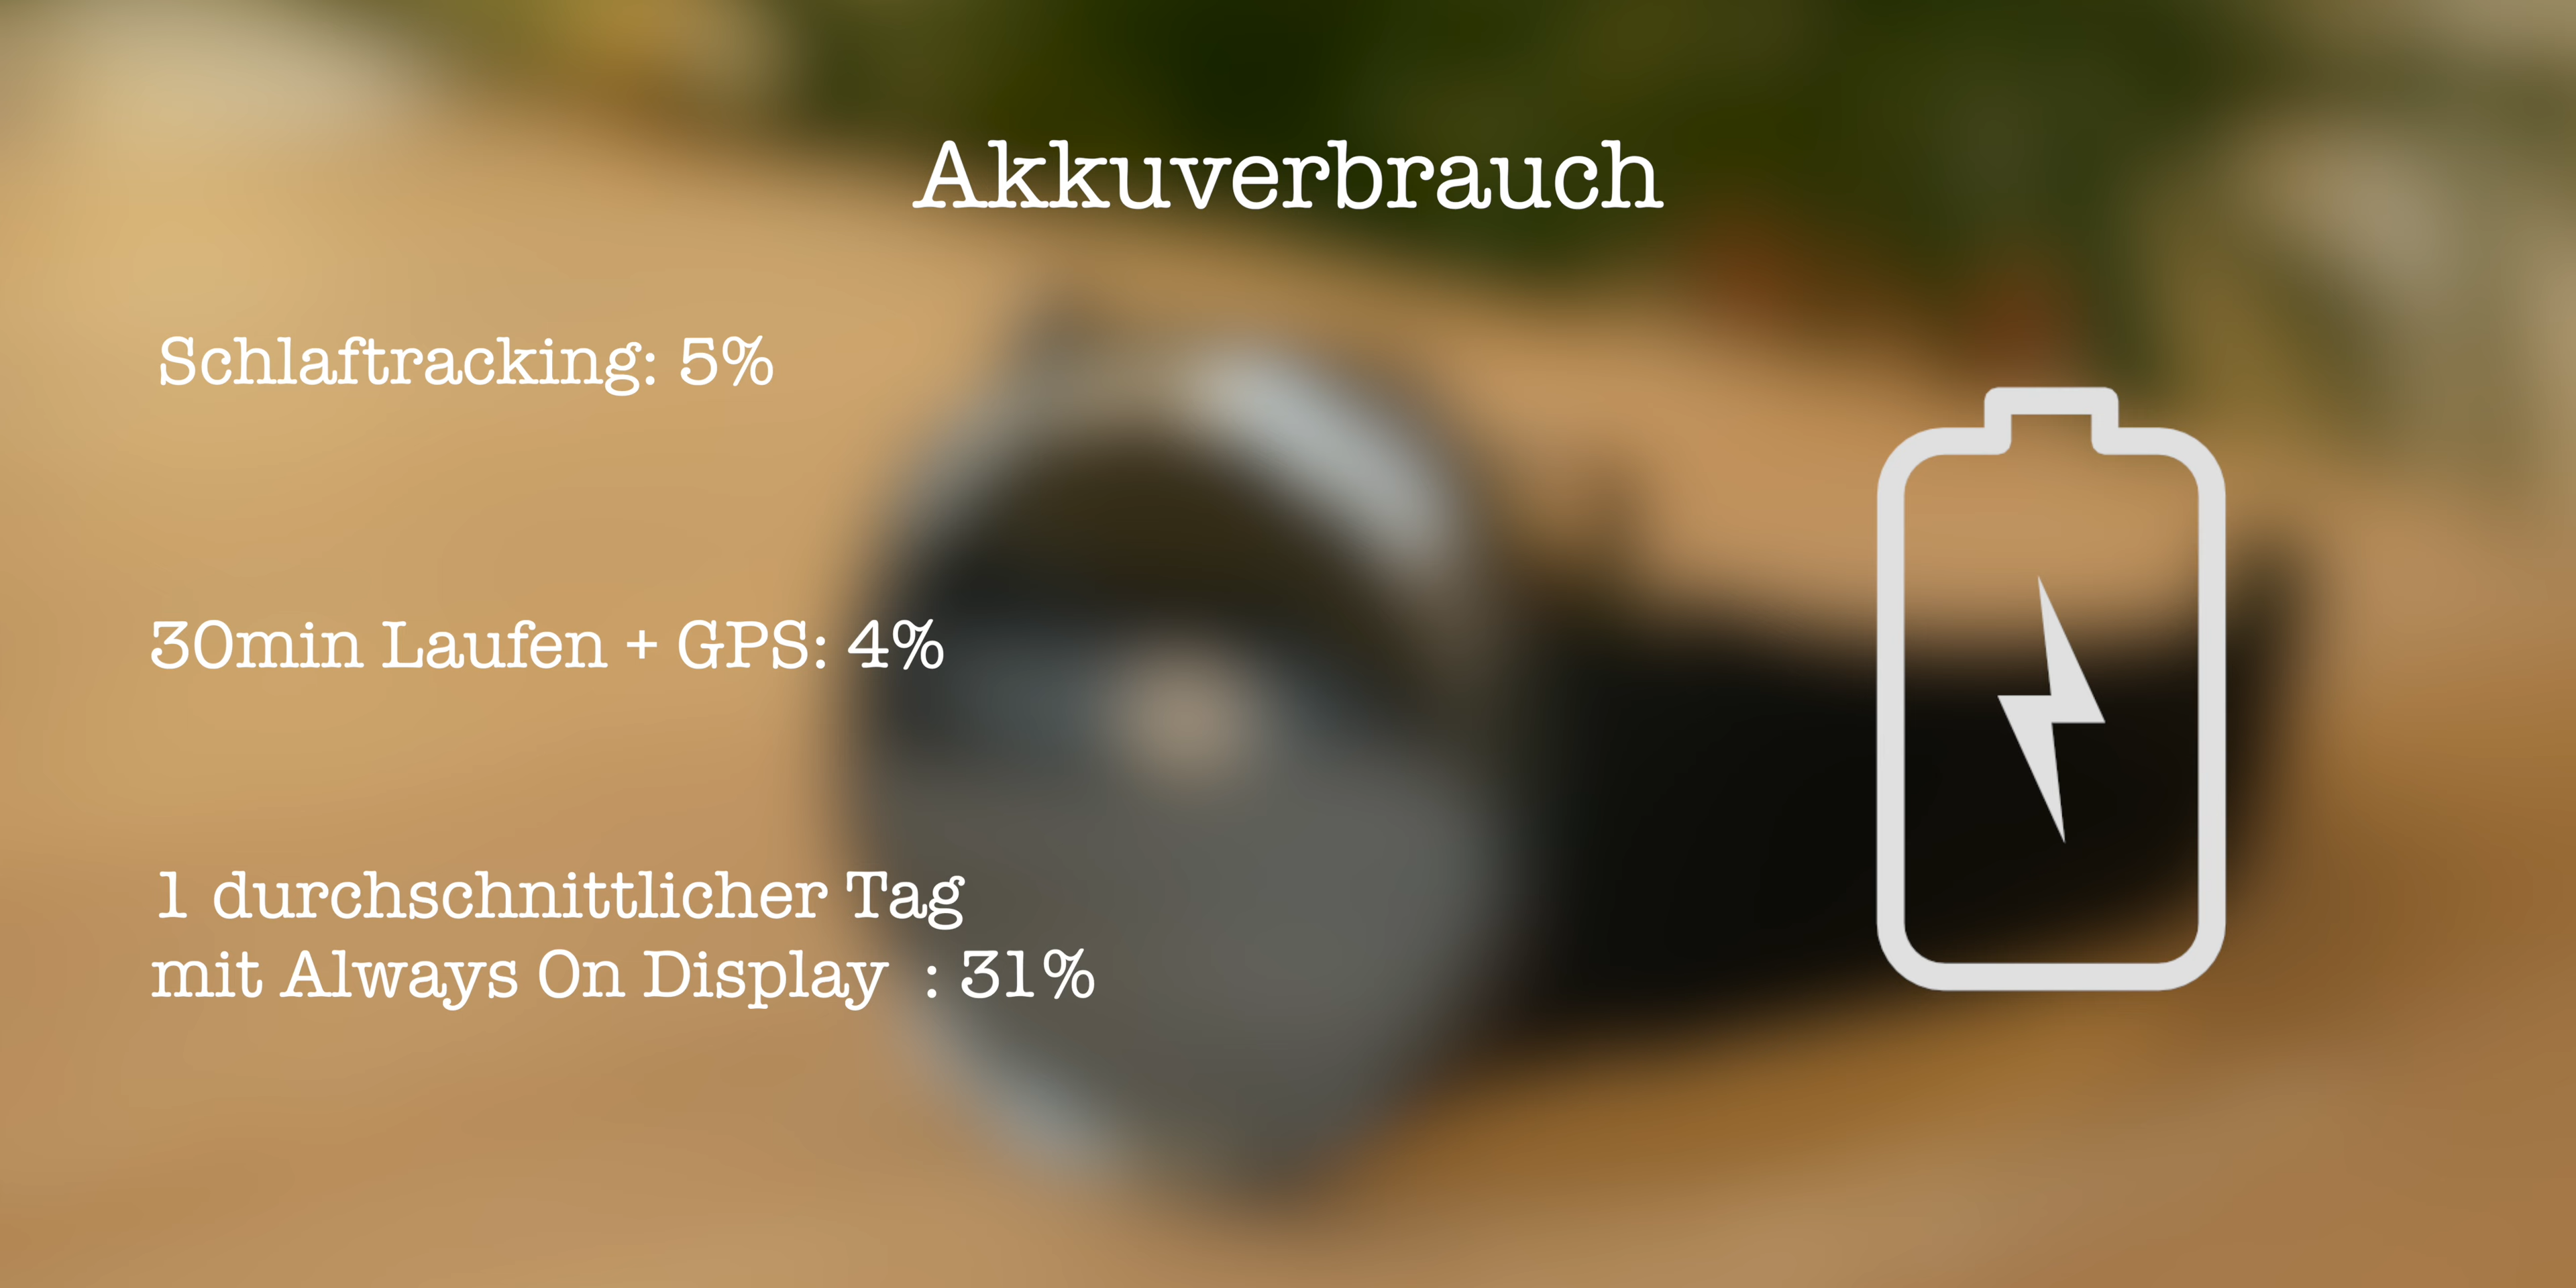 Akkuverbrauch
Schlaftracking: 5%
30min Laufen + GPS: 4%
1 durchschnittlicher Tag
mit Always On Display  : 31%